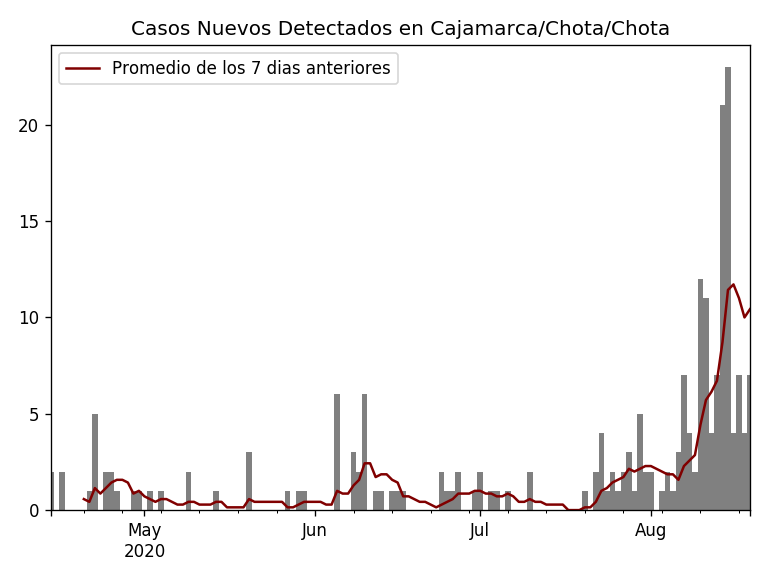 Casos Nuevos Detectados en Cajamarca/Chota/Chota
Promedio de los 7 dias anteriores
20
15
10
5
0
May Jun Jul Aug
2020